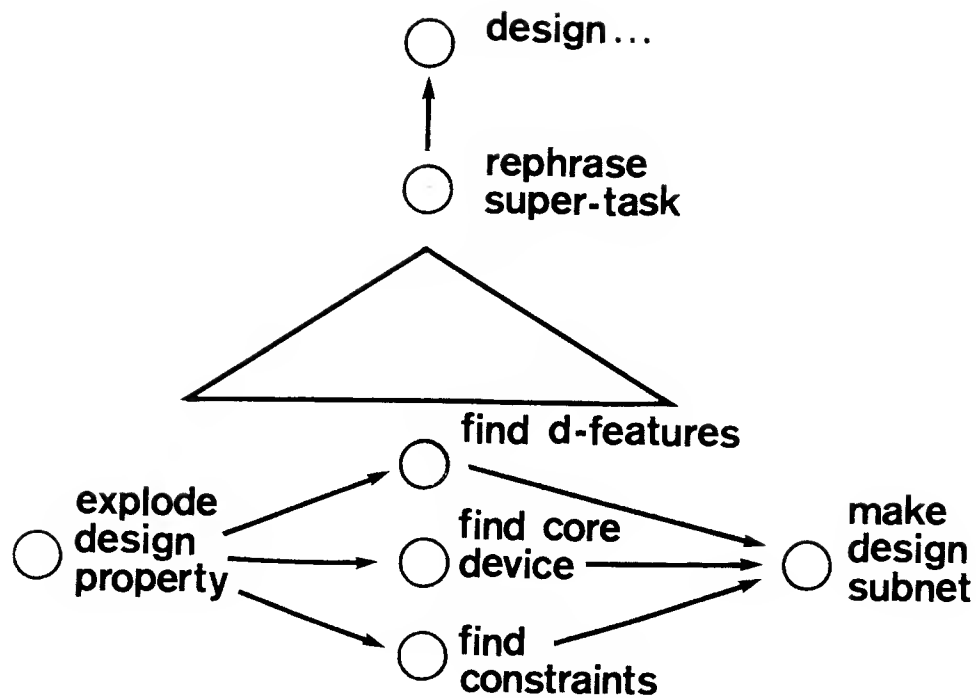 design...
rephrase
super-task
find d-features
explode
design
property
find core
device
find
constraints
make
design
subnet